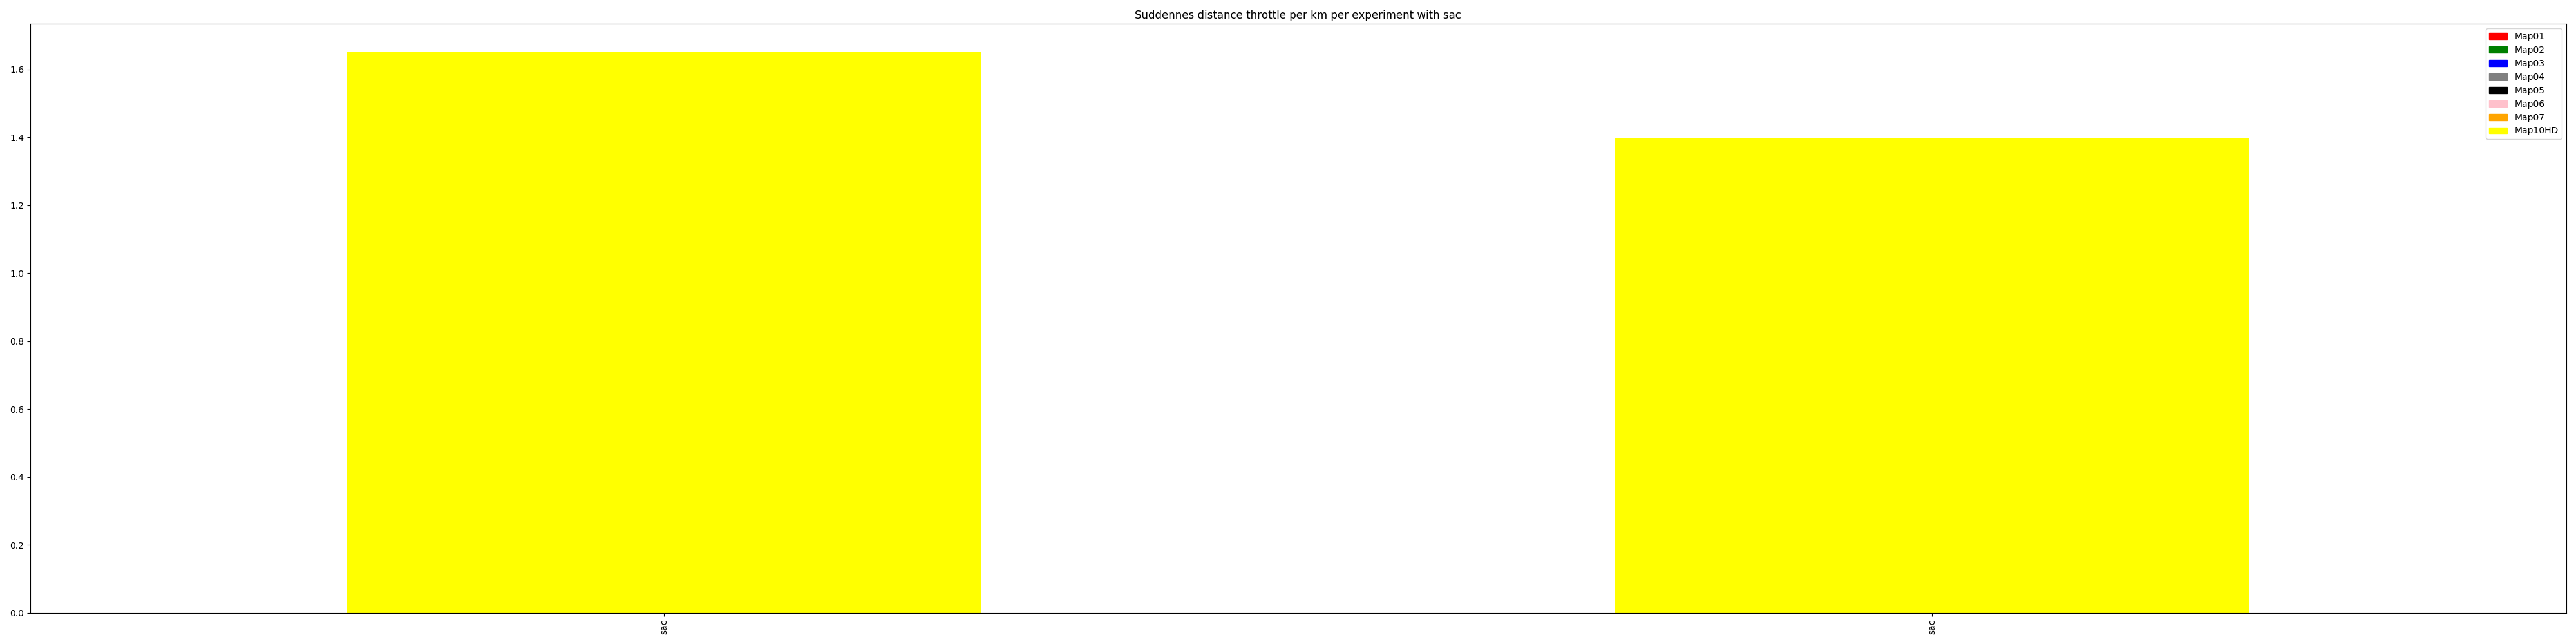 Suddennes distance throttle per km per experiment with sac
Map01
Map02
Map03
Map04
Map05
Map06
Map07
Map10HD
1.6
1.4
1.2
1.0
0.8
0.6
0.4
0.2
0.0
sac
sac